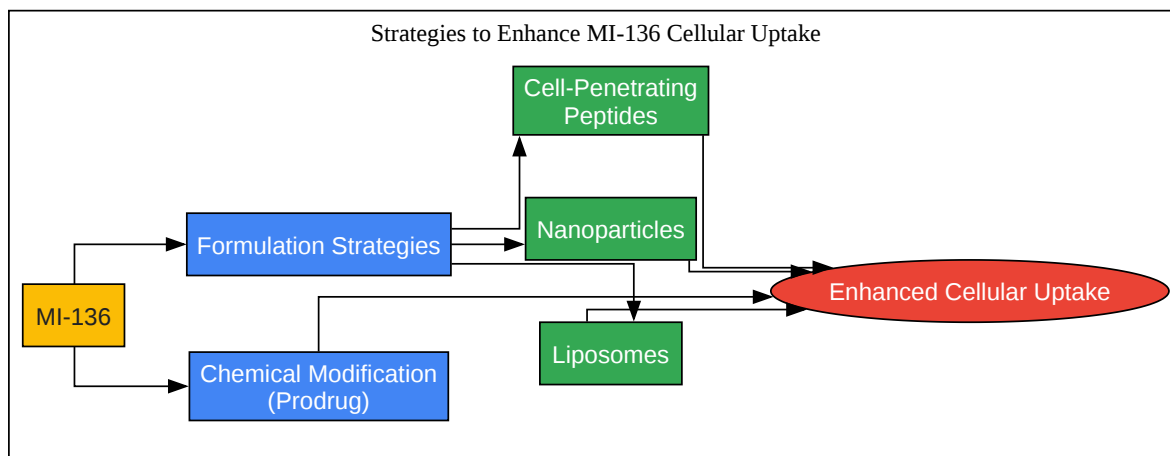 Strategies to Enhance MI-136 Cellular Uptake
Cell-Penetrating
Peptides
Nanoparticles
Formulation Strategies
Enhanced Cellular Uptake
MI-136
Liposomes
Chemical Modification
(Prodrug)